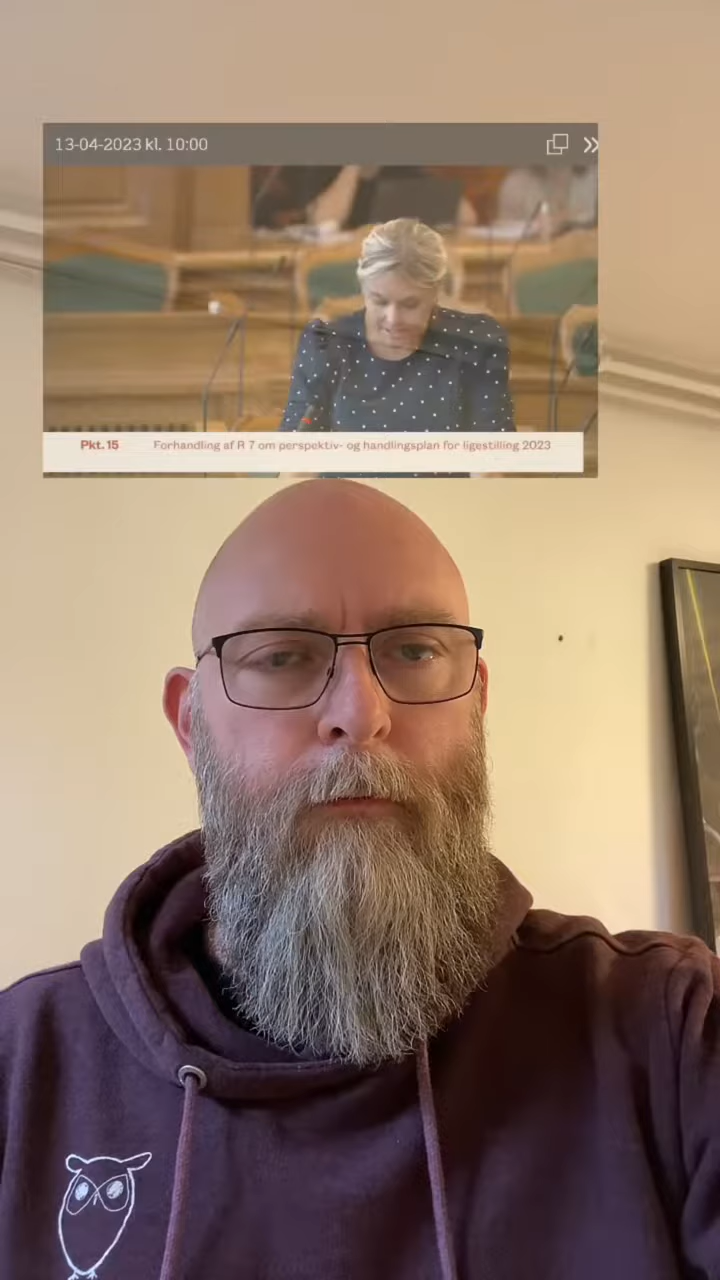 13-04-2023 kl. 10:00
Pkt. 15 Forhandling af R 7 om perspektiv- og handlingsplan for ligestilling 2023